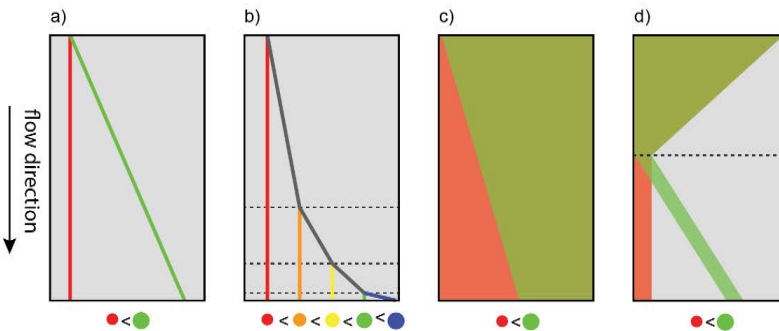 a)
b)
c)
d)
flow direction
<
< < < <
<
<